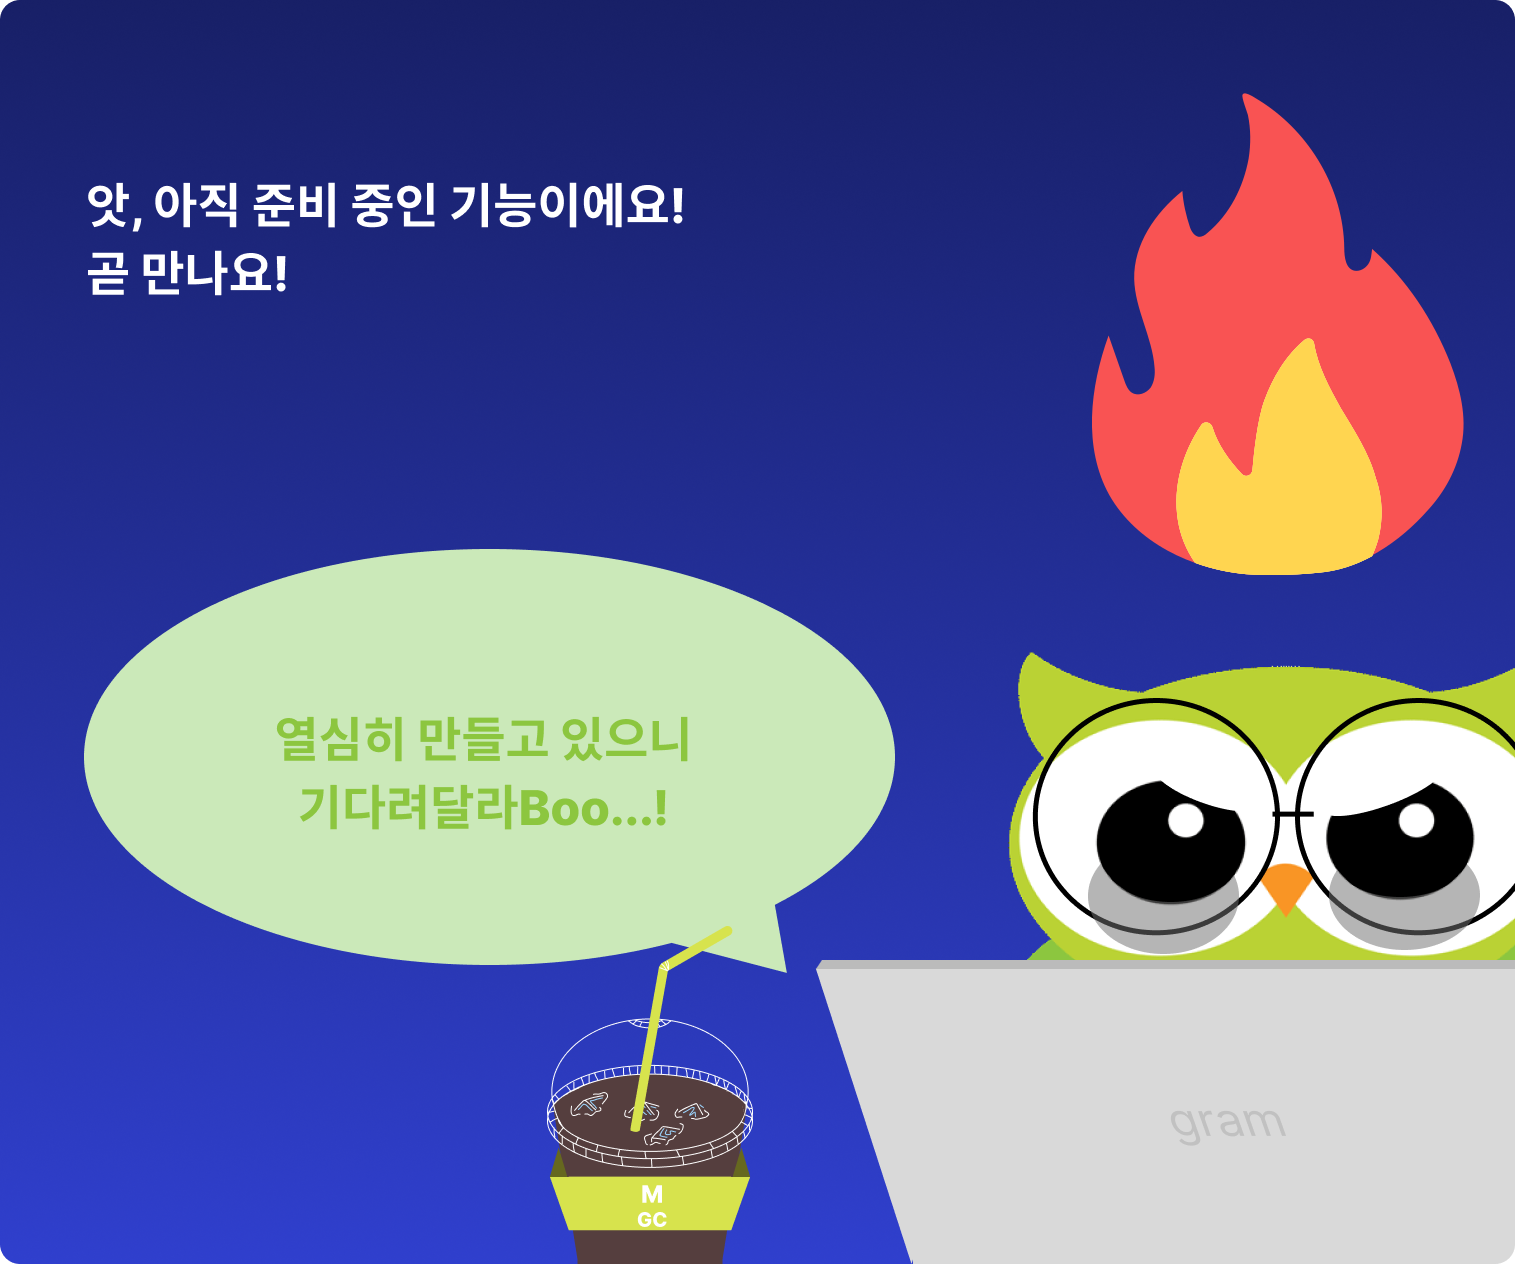 앗, 아직 준비 중인 기능이에요!
곧 만나요!
열심히 만들고 있으니
기다려달라Boo...!
M
GC
gram